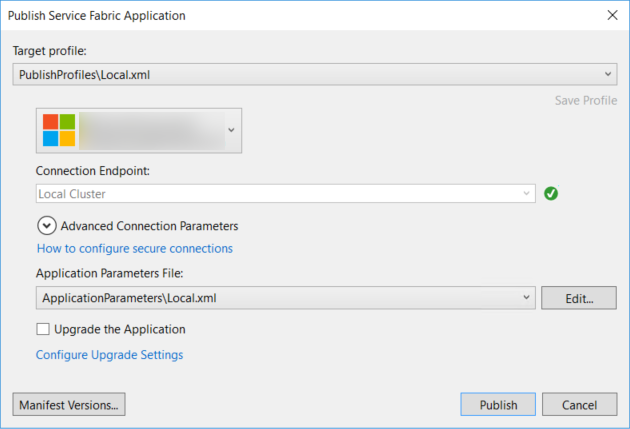 Publish Service Fabric Application
Target profile:
PublishProfiles\Local.xml
Save Profile
Connection Endpoint:
Local Cluster
Advanced Connection Parameters
How to configure secure connections
Application Parameters File:
ApplicationParameters\Local.xml
Edit...
Upgrade the Application
Configure Upgrade Settings
Manifest Versions...
Publish
Cancel